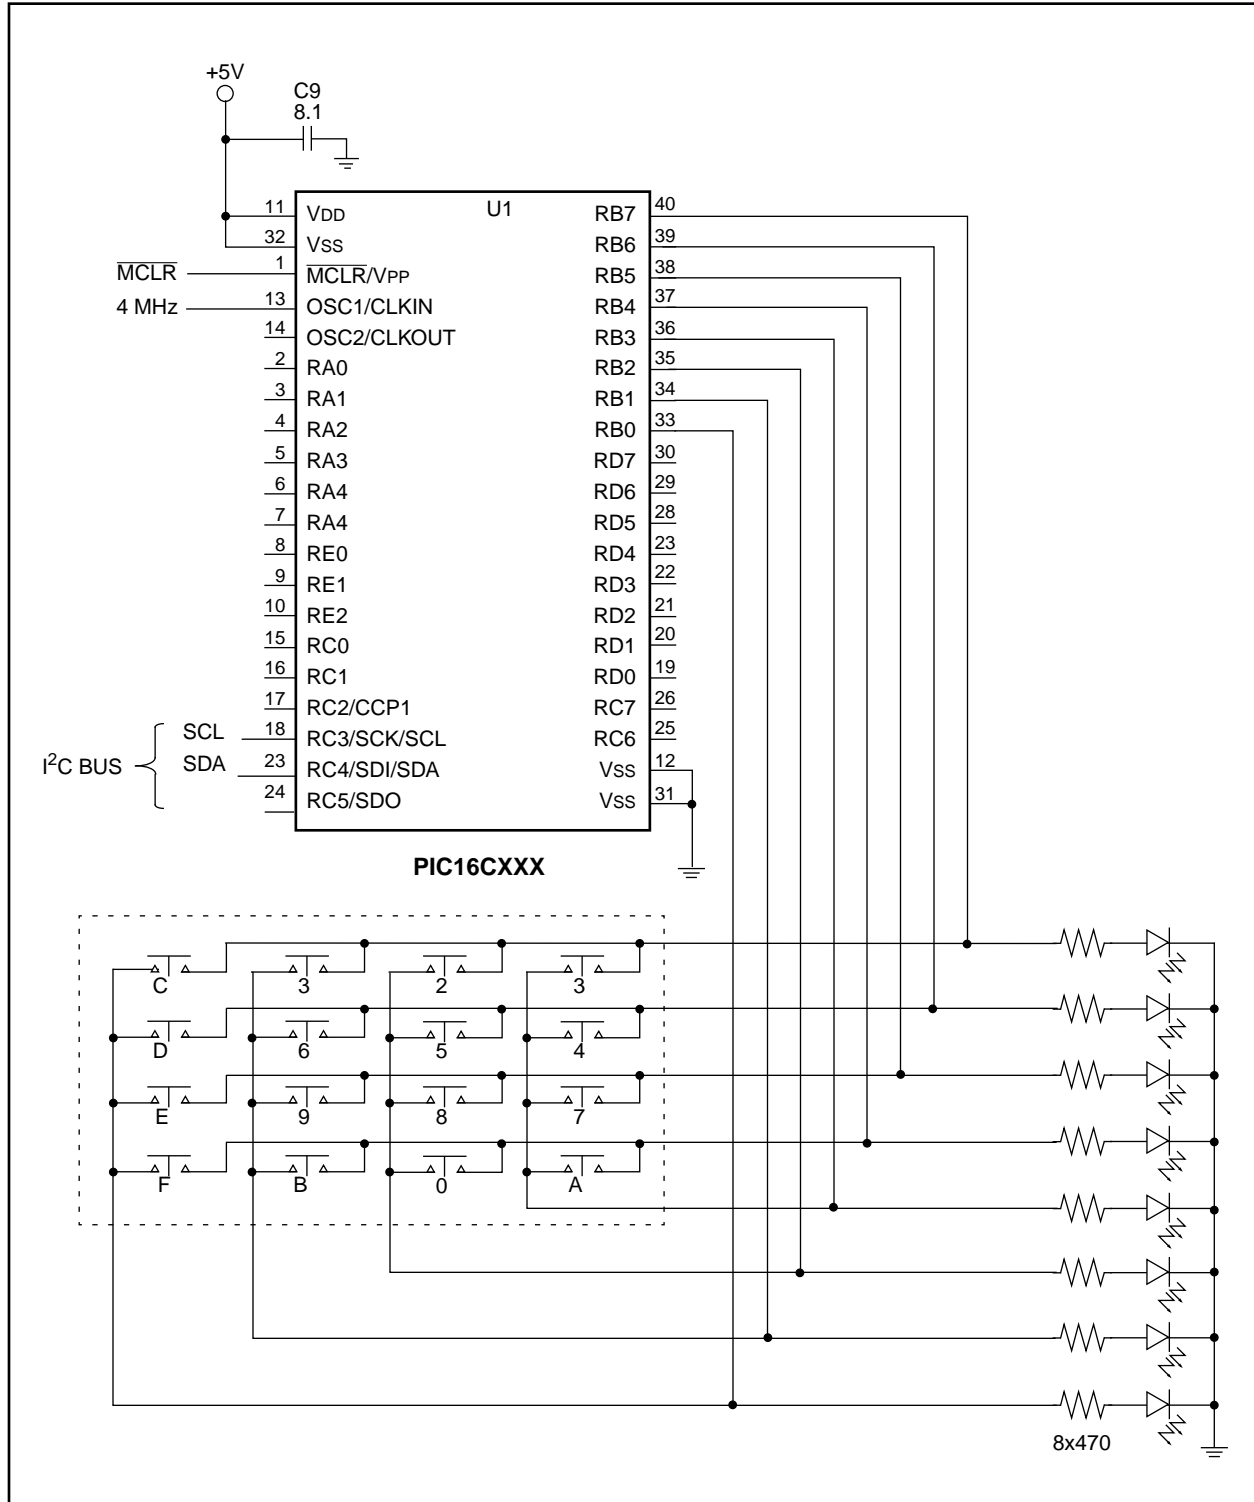 +5V
C9
8.1
U1
11 VDD
32 VSS
MCLR 1 MCLR/VPP
4 MHz 13 OSC1/CLKIN
14 OSC2/CLKOUT
2 RA0
3 RA1
4 RA2
5 RA3
6 RA4
7 RA4
8 RE0
9 RE1
10 RE2
15 RC0
16 RC1
17 RC2/CCP1
SCL 18 RC3/SCK/SCL
I2C BUS
SDA 23 RC4/SDI/SDA
24 RC5/SDO
RB7 40
RB6 39
RB5 38
RB4 37
RB3 36
RB2 35
RB1 34
RB0 33
RD7 30
RD6 29
RD5 28
RD4 23
RD3 22
RD2 21
RD1 20
RD0 19
RC7 26
RC6 25
VSS 12
VSS 31
PIC16CXXX
C 3 2 3
D 6 5 4
E 9 8 7
F B 0 A
8x470